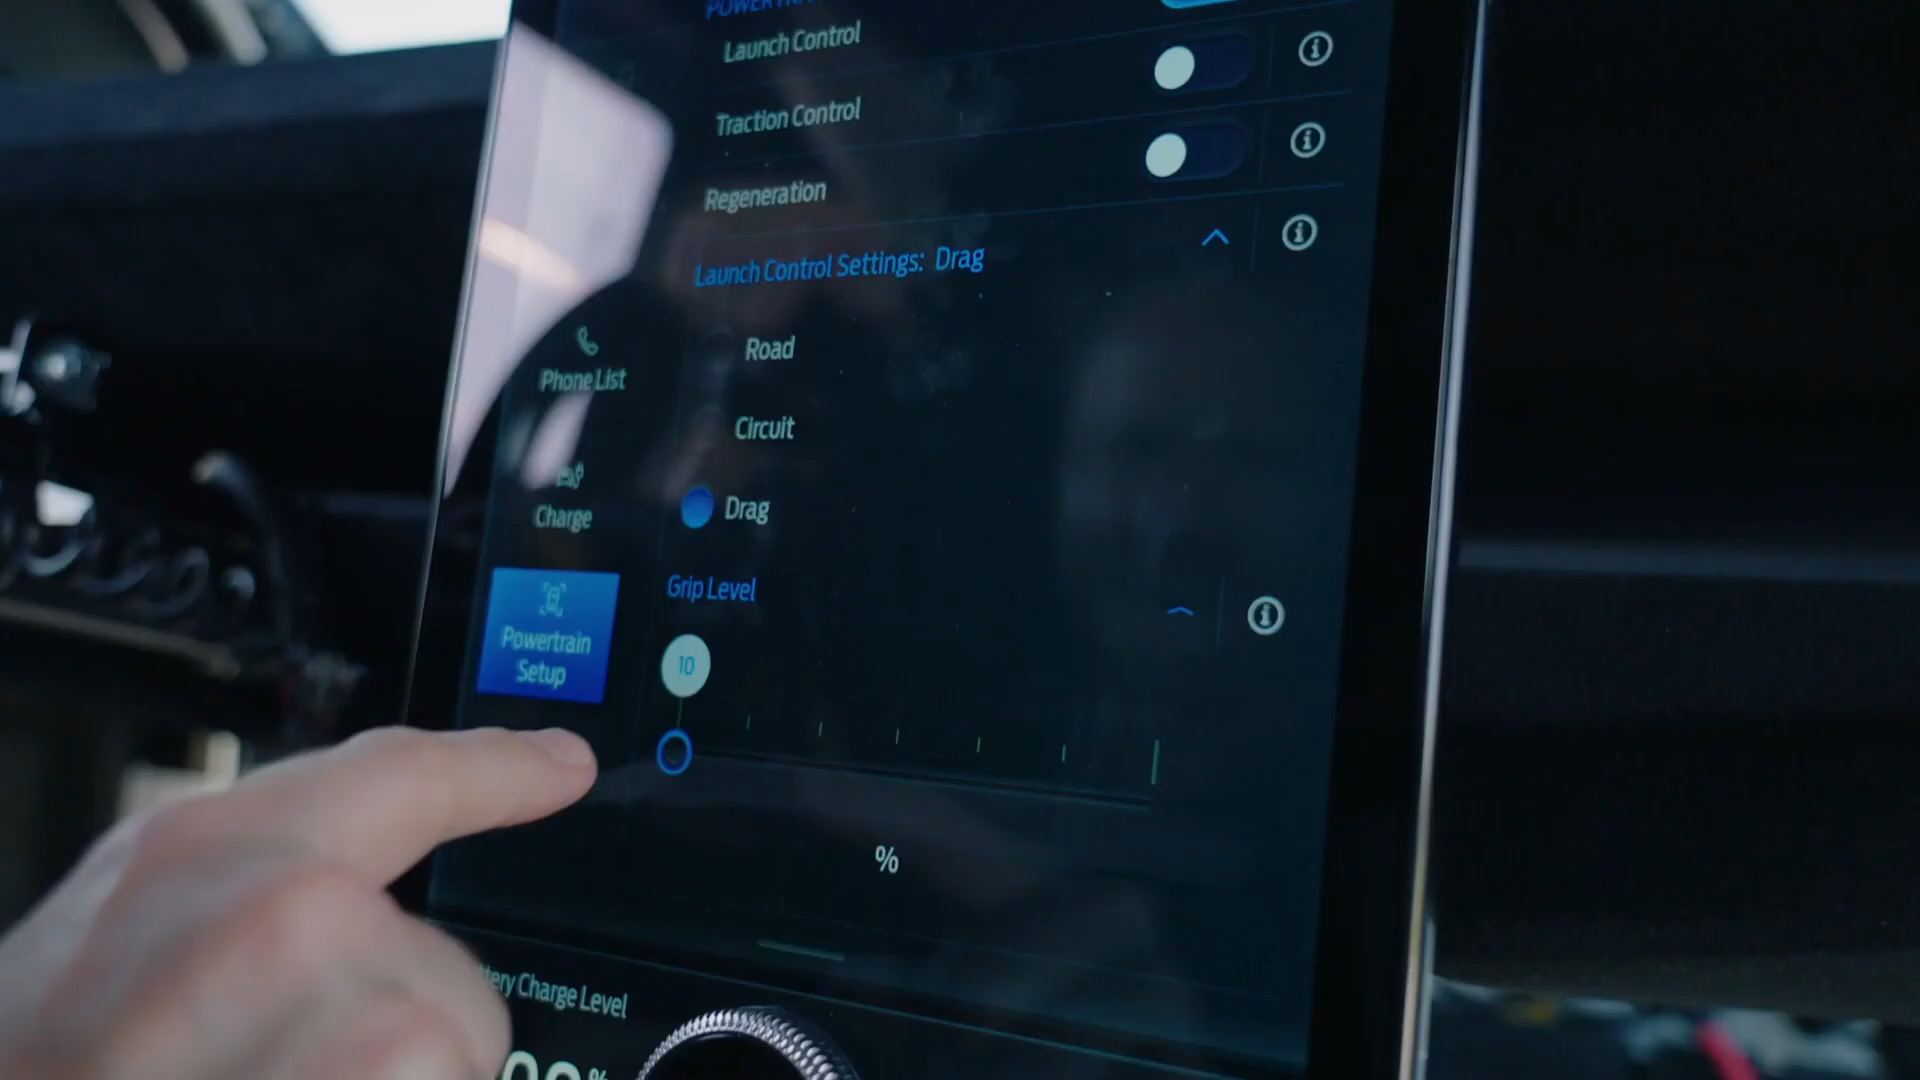 Launch Control
Traction Control
Regeneration
Launch Control Settings: Drag
Road
Circuit
Drag
Phone List
Charge
Powertrain
Setup
Grip Level
10
%
Charge Level
%